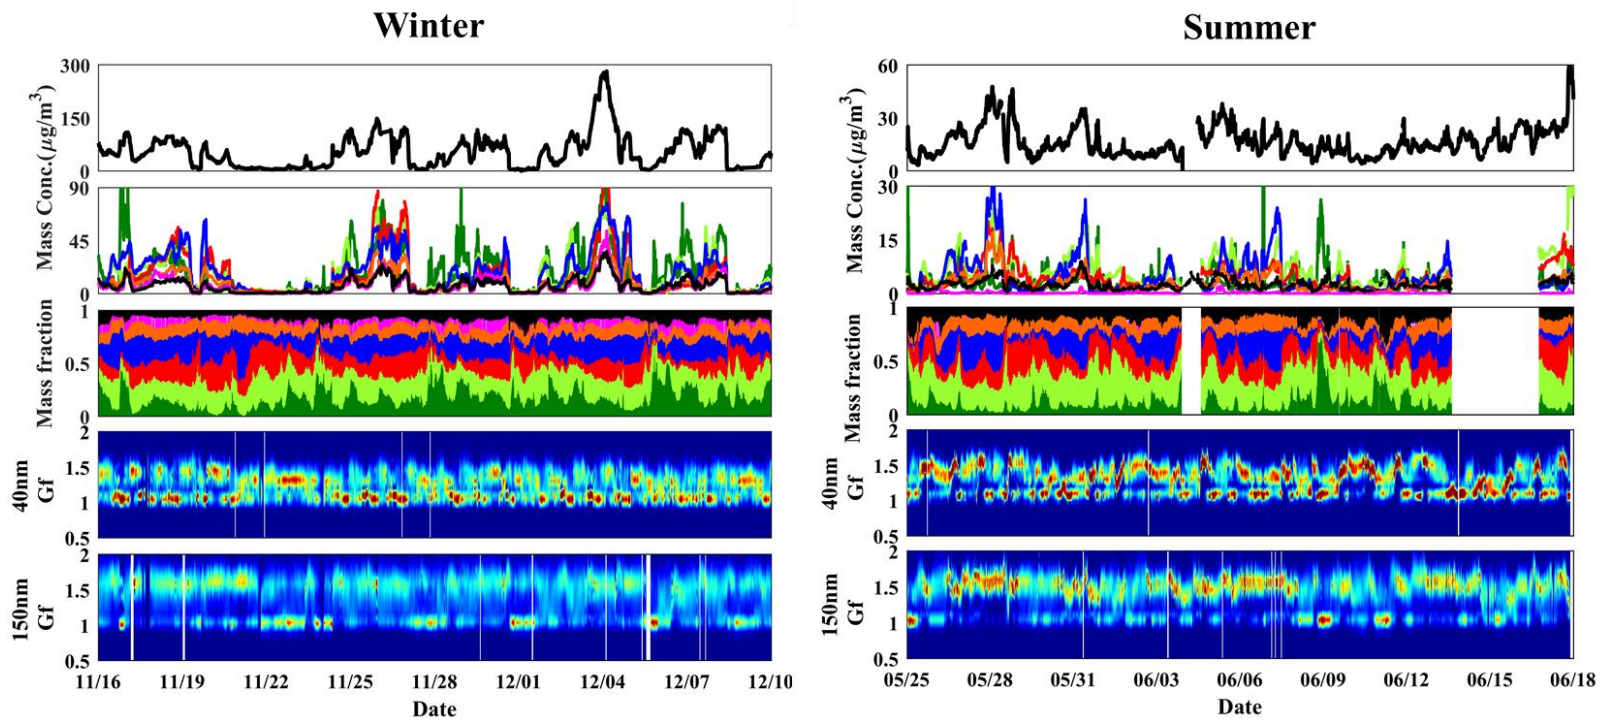 Winter
Mass Conc.(μg/m³)
300
150
0
Mass Conc.(μg/m³)
90
45
0
Mass fraction
1
0.5
0
40nm
Gf
2
1.5
1
0.5
150nm
Gf
2
1.5
1
0.5
11/16 11/19 11/22 11/25 11/28 12/01 12/04 12/07 12/10
Date
Summer
Mass Conc.(μg/m³)
60
30
0
Mass Conc.(μg/m³)
30
15
0
Mass fraction
1
0.5
0
40nm
Gf
2
1.5
1
0.5
150nm
Gf
2
1.5
1
0.5
05/25 05/28 05/31 06/03 06/06 06/09 06/12 06/15 06/18
Date